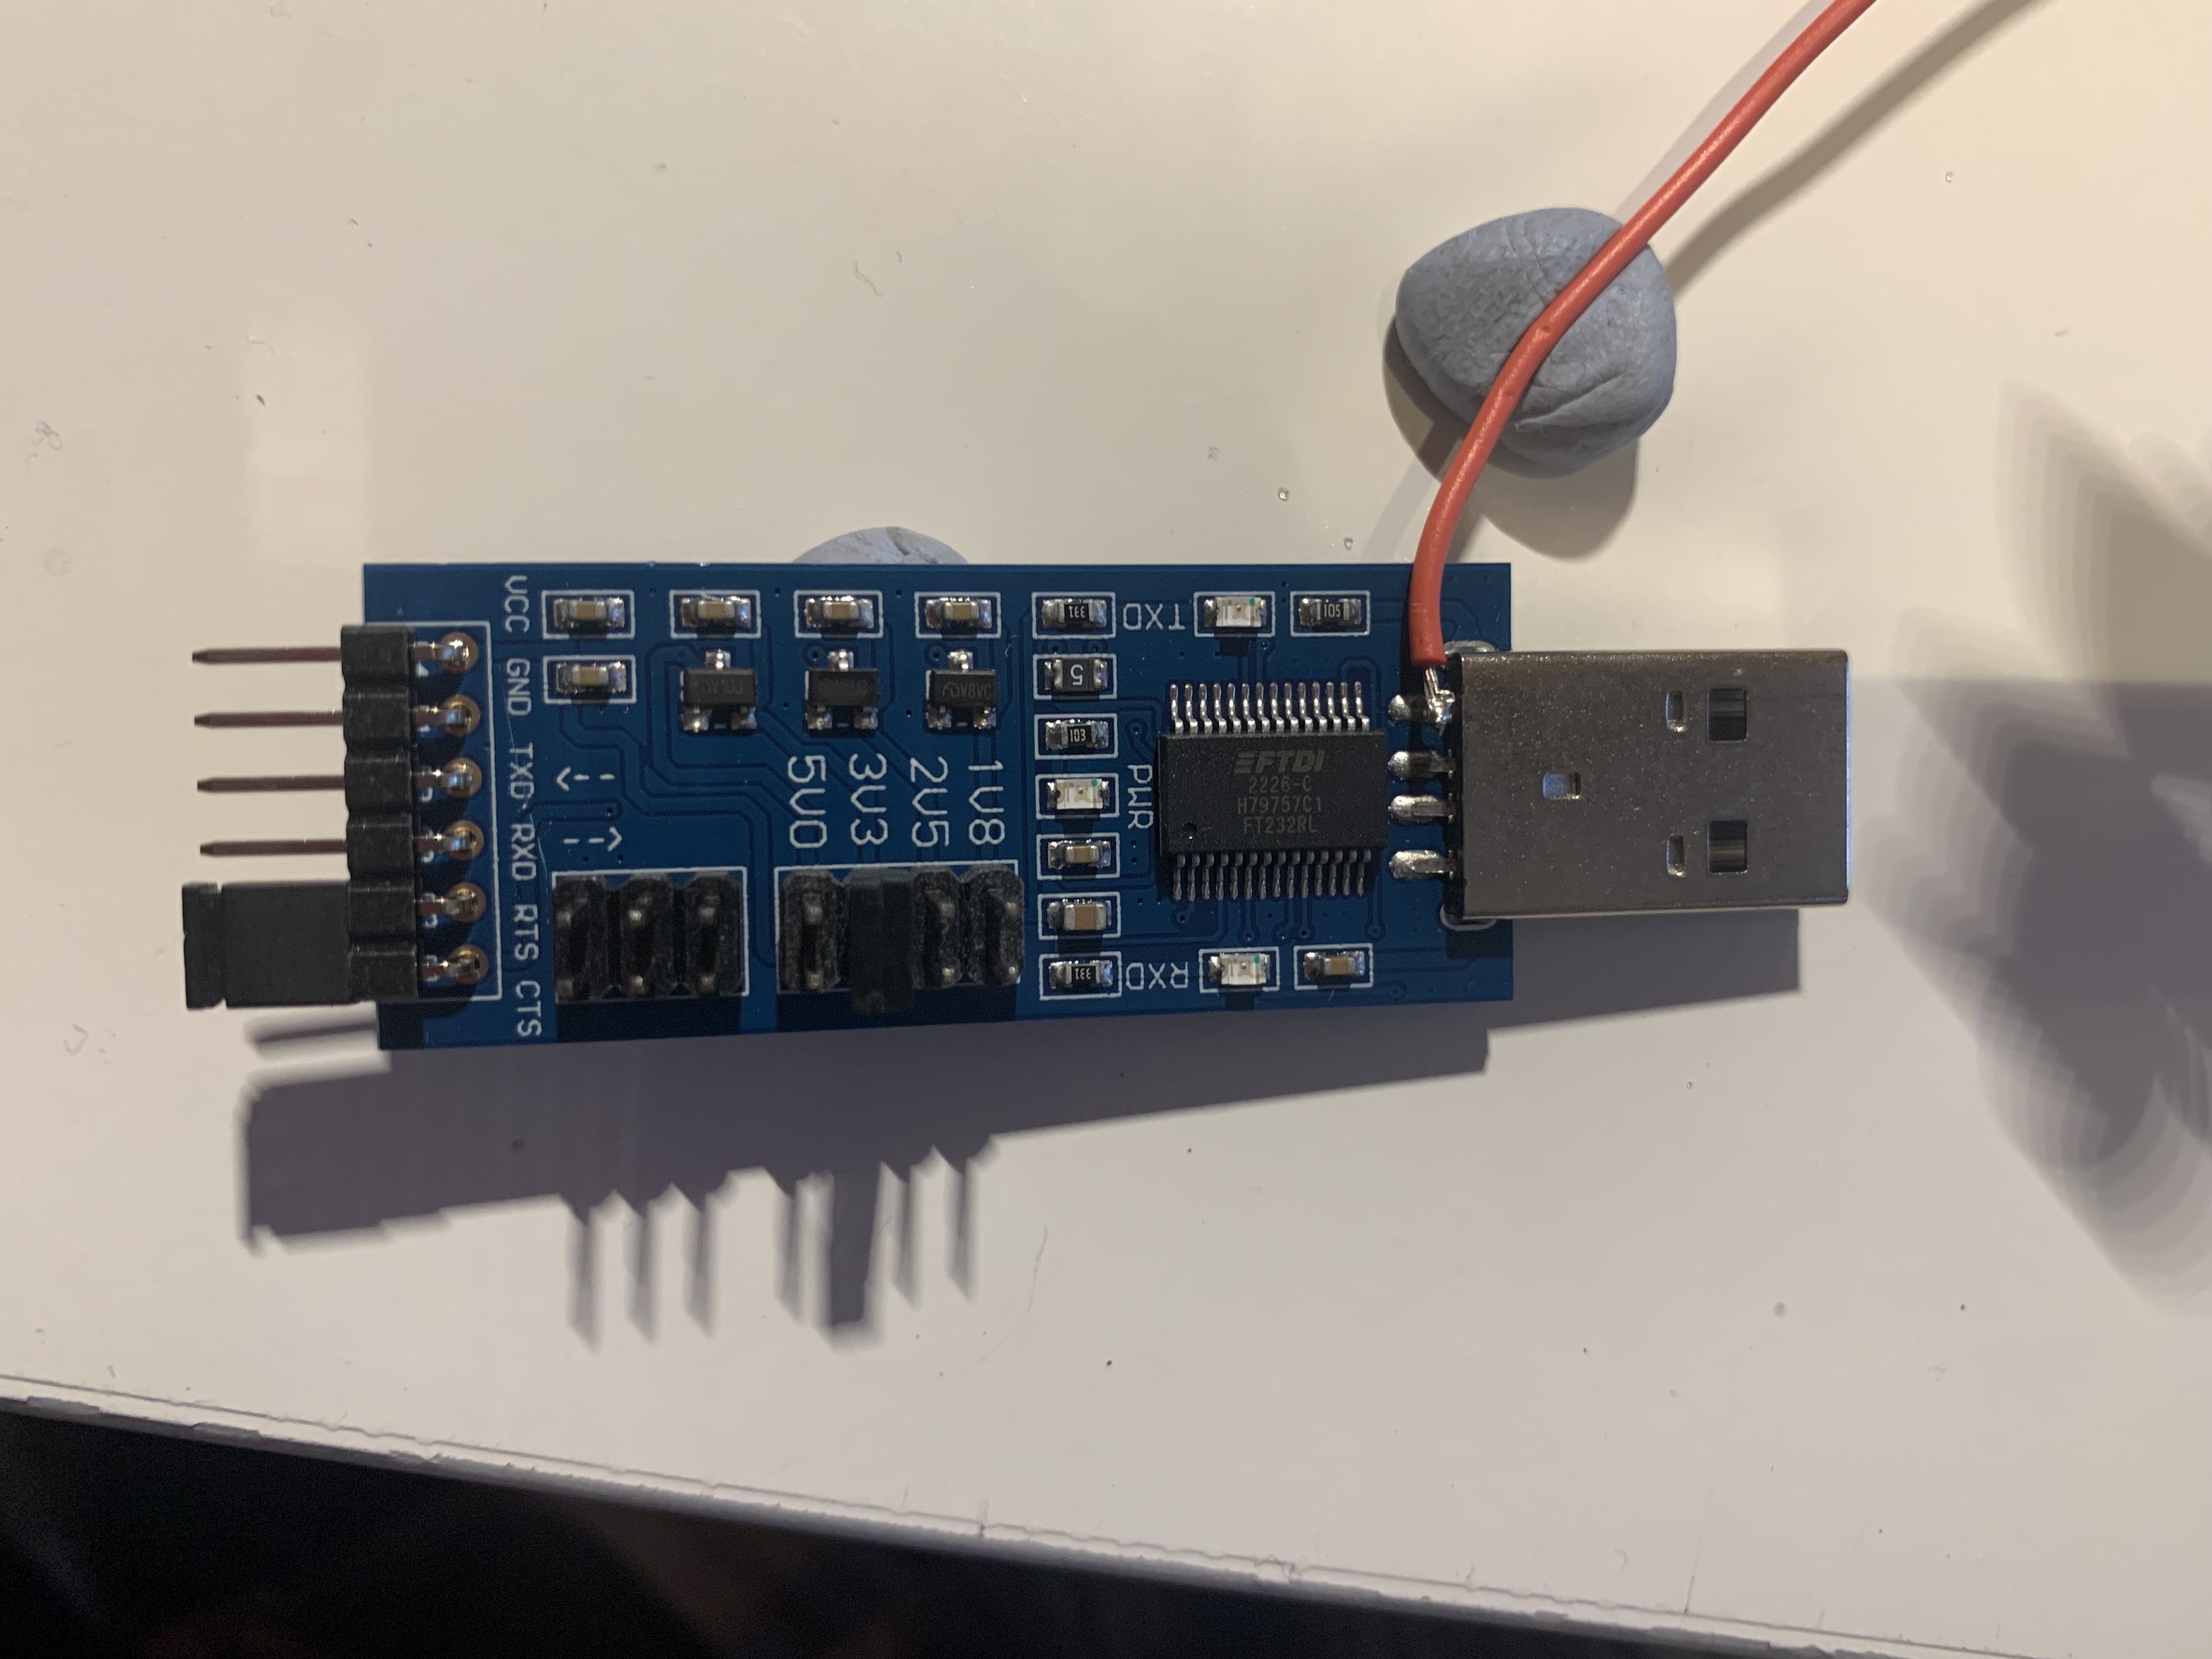 VCC
GND
TXD
RXD
RTS
CTS
5V0
3V3
2V5
1V8
331
TXD
105
5
103
PWR
FTDI
2226-C
H79757C1
FT232RL
331
RXD